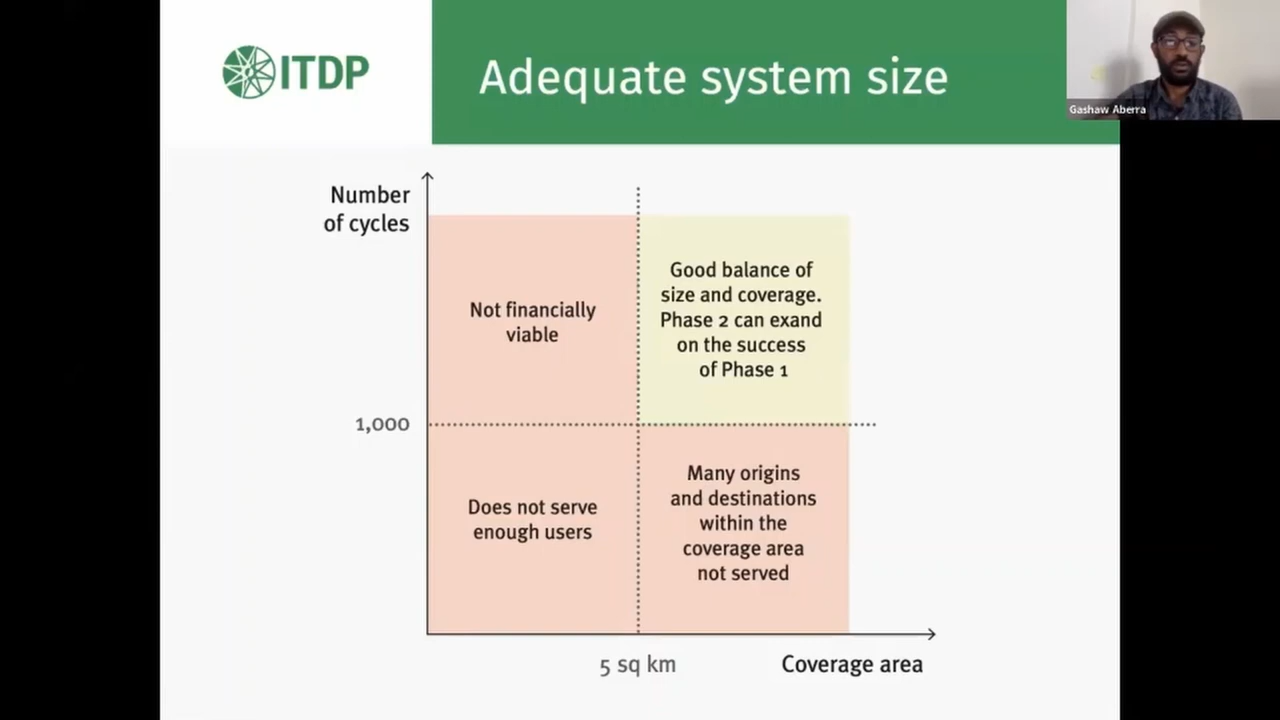 ITDP
Adequate system size
Gashaw Aberra
Number
of cycles
Not financially
viable
Good balance of
size and coverage.
Phase 2 can exand
on the success
of Phase 1
1,000
Does not serve
enough users
Many origins
and destinations
within the
coverage area
not served
5 sq km
Coverage area